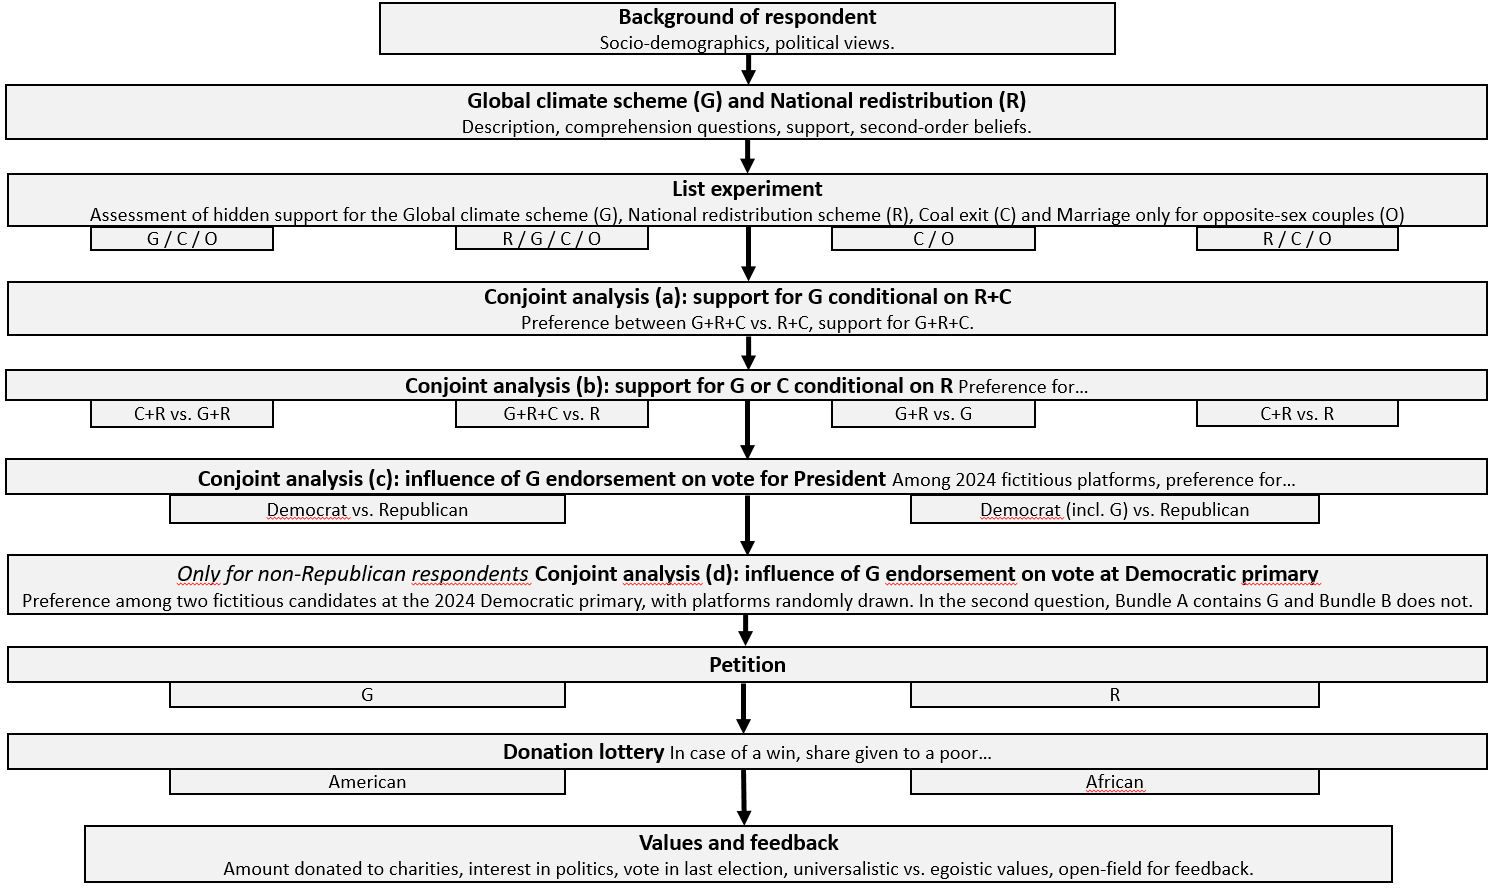 Background of respondent
Socio-demographics, political views.
Global climate scheme (G) and National redistribution (R)
Description, comprehension questions, support, second-order beliefs.
List experiment
Assessment of hidden support for the Global climate scheme (G), National redistribution scheme (R), Coal exit (C) and Marriage only for opposite-sex couples (O)
G / C / O
R / G / C / O
C / O
R / C / O
Conjoint analysis (a): support for G conditional on R+C
Preference between G+R+C vs. R+C, support for G+R+C.
Conjoint analysis (b): support for G or C conditional on R Preference for…
C+R vs. G+R
G+R+C vs. R
G+R vs. G
C+R vs. R
Conjoint analysis (c): influence of G endorsement on vote for President Among 2024 fictitious platforms, preference for…
Democrat vs. Republican
Democrat (incl. G) vs. Republican
Only for non-Republican respondents Conjoint analysis (d): influence of G endorsement on vote at Democratic primary
Preference among two fictitious candidates at the 2024 Democratic primary, with platforms randomly drawn. In the second question, Bundle A contains G and Bundle B does not.
Petition
G
R
Donation lottery In case of a win, share given to a poor…
American
African
Values and feedback
Amount donated to charities, interest in politics, vote in last election, universalistic vs. egoistic values, open-field for feedback.